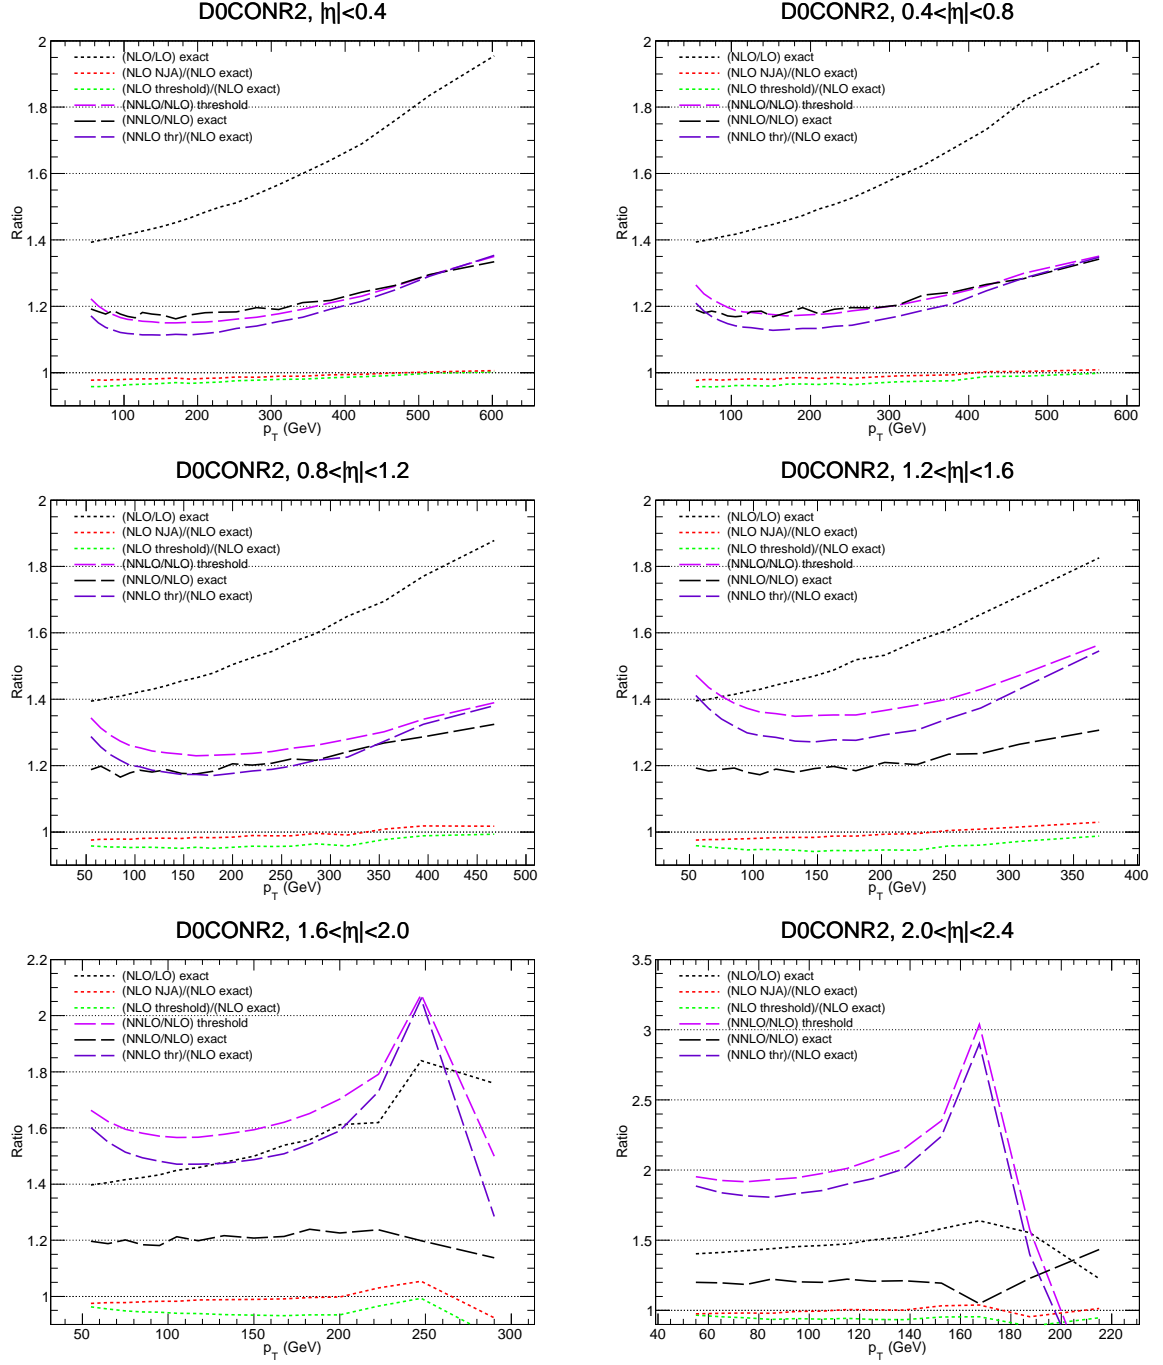 D0CONR2, |η|<0.4
2
(NLO/LO) exact
(NLO NJA)/(NLO exact)
(NLO threshold)/(NLO exact)
(NNLO/NLO) threshold
(NNLO/NLO) exact
(NNLO thr)/(NLO exact)
1.8
1.6
1.4
1.2
1
Ratio
100 200 300 400 500 600
p_T (GeV)
D0CONR2, 0.4<|η|<0.8
2
(NLO/LO) exact
(NLO NJA)/(NLO exact)
(NLO threshold)/(NLO exact)
(NNLO/NLO) threshold
(NNLO/NLO) exact
(NNLO thr)/(NLO exact)
1.8
1.6
1.4
1.2
1
Ratio
100 200 300 400 500 600
p_T (GeV)
D0CONR2, 0.8<|η|<1.2
2
(NLO/LO) exact
(NLO NJA)/(NLO exact)
(NLO threshold)/(NLO exact)
(NNLO/NLO) threshold
(NNLO/NLO) exact
(NNLO thr)/(NLO exact)
1.8
1.6
1.4
1.2
1
Ratio
50 100 150 200 250 300 350 400 450 500
p_T (GeV)
D0CONR2, 1.2<|η|<1.6
2
(NLO/LO) exact
(NLO NJA)/(NLO exact)
(NLO threshold)/(NLO exact)
(NNLO/NLO) threshold
(NNLO/NLO) exact
(NNLO thr)/(NLO exact)
1.8
1.6
1.4
1.2
1
Ratio
50 100 150 200 250 300 350 400
p_T (GeV)
D0CONR2, 1.6<|η|<2.0
2.2
(NLO/LO) exact
(NLO NJA)/(NLO exact)
(NLO threshold)/(NLO exact)
(NNLO/NLO) threshold
(NNLO/NLO) exact
(NNLO thr)/(NLO exact)
2
1.8
1.6
1.4
1.2
1
Ratio
50 100 150 200 250 300
p_T (GeV)
D0CONR2, 2.0<|η|<2.4
3.5
(NLO/LO) exact
(NLO NJA)/(NLO exact)
(NLO threshold)/(NLO exact)
(NNLO/NLO) threshold
(NNLO/NLO) exact
(NNLO thr)/(NLO exact)
3
2.5
2
1.5
1
Ratio
40 60 80 100 120 140 160 180 200 220
p_T (GeV)